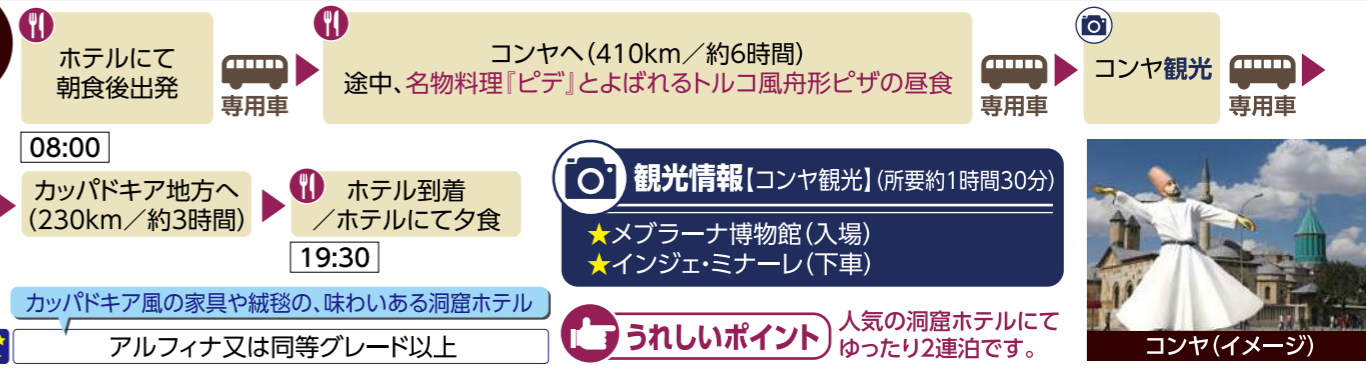 ホテルにて
朝食後出発
専用車
コンヤへ(410km/約6時間)
途中、名物料理『ピデ』とよばれるトルコ風舟形ピザの昼食
専用車
コンヤ観光
専用車
08:00
カッパドキア地方へ
(230km/約3時間)
ホテル到着
/ホテルにて夕食
19:30
観光情報【コンヤ観光】(所要約1時間30分)
★メブラーナ博物館(入場)
★インジェ・ミナーレ(下車)
カッパドキア風の家具や絨毯の、味わいある洞窟ホテル
アルフィナ又は同等グレード以上
うれしいポイント
人気の洞窟ホテルにて
ゆったり2連泊です。
コンヤ(イメージ)